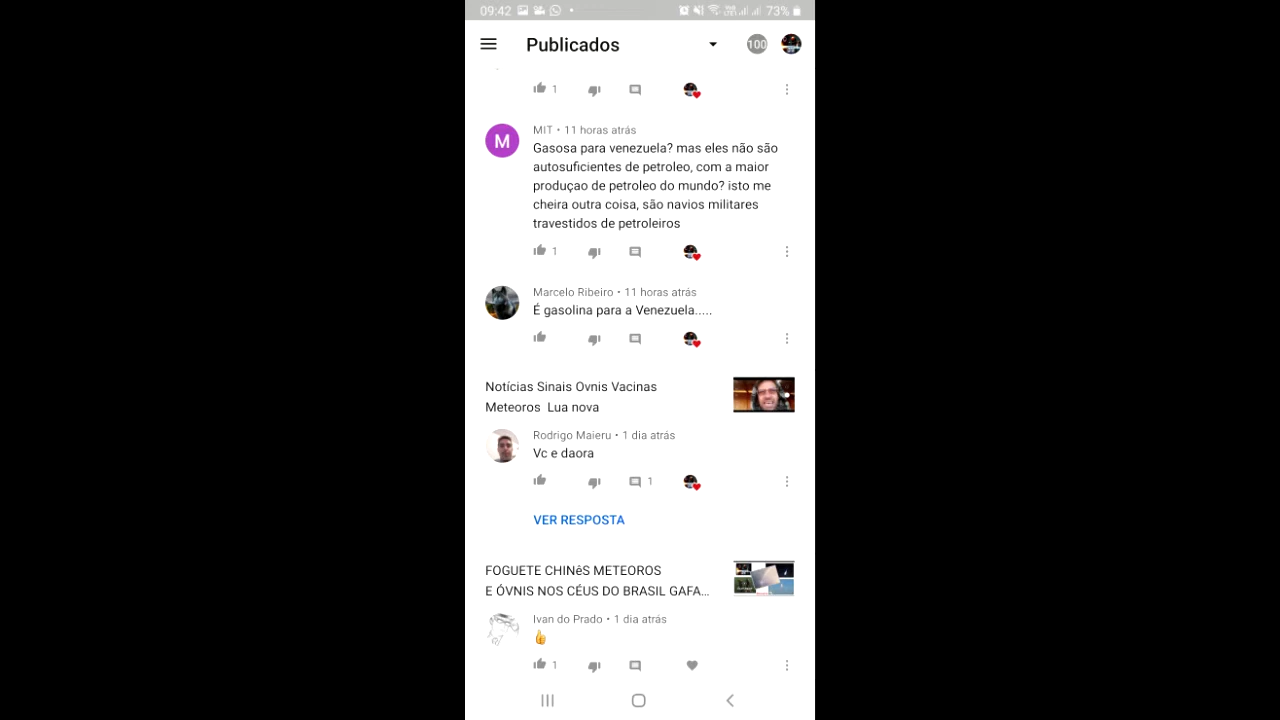 09:42 73%
Publicados 100
1
M
MIT • 11 horas atrás
Gasosa para venezuela? mas eles não são
autosuficientes de petroleo, com a maior
produçao de petroleo do mundo? isto me
cheira outra coisa, são navios militares
travestidos de petroleiros
1
Marcelo Ribeiro • 11 horas atrás
É gasolina para a Venezuela.....
Notícias Sinais Ovnis Vacinas
Meteoros Lua nova
Rodrigo Maieru • 1 dia atrás
Vc e daora
1
VER RESPOSTA
FOGUETE CHINêS METEOROS
E ÓVNIS NOS CÉUS DO BRASIL GAFA...
Ivan do Prado • 1 dia atrás
👍
1